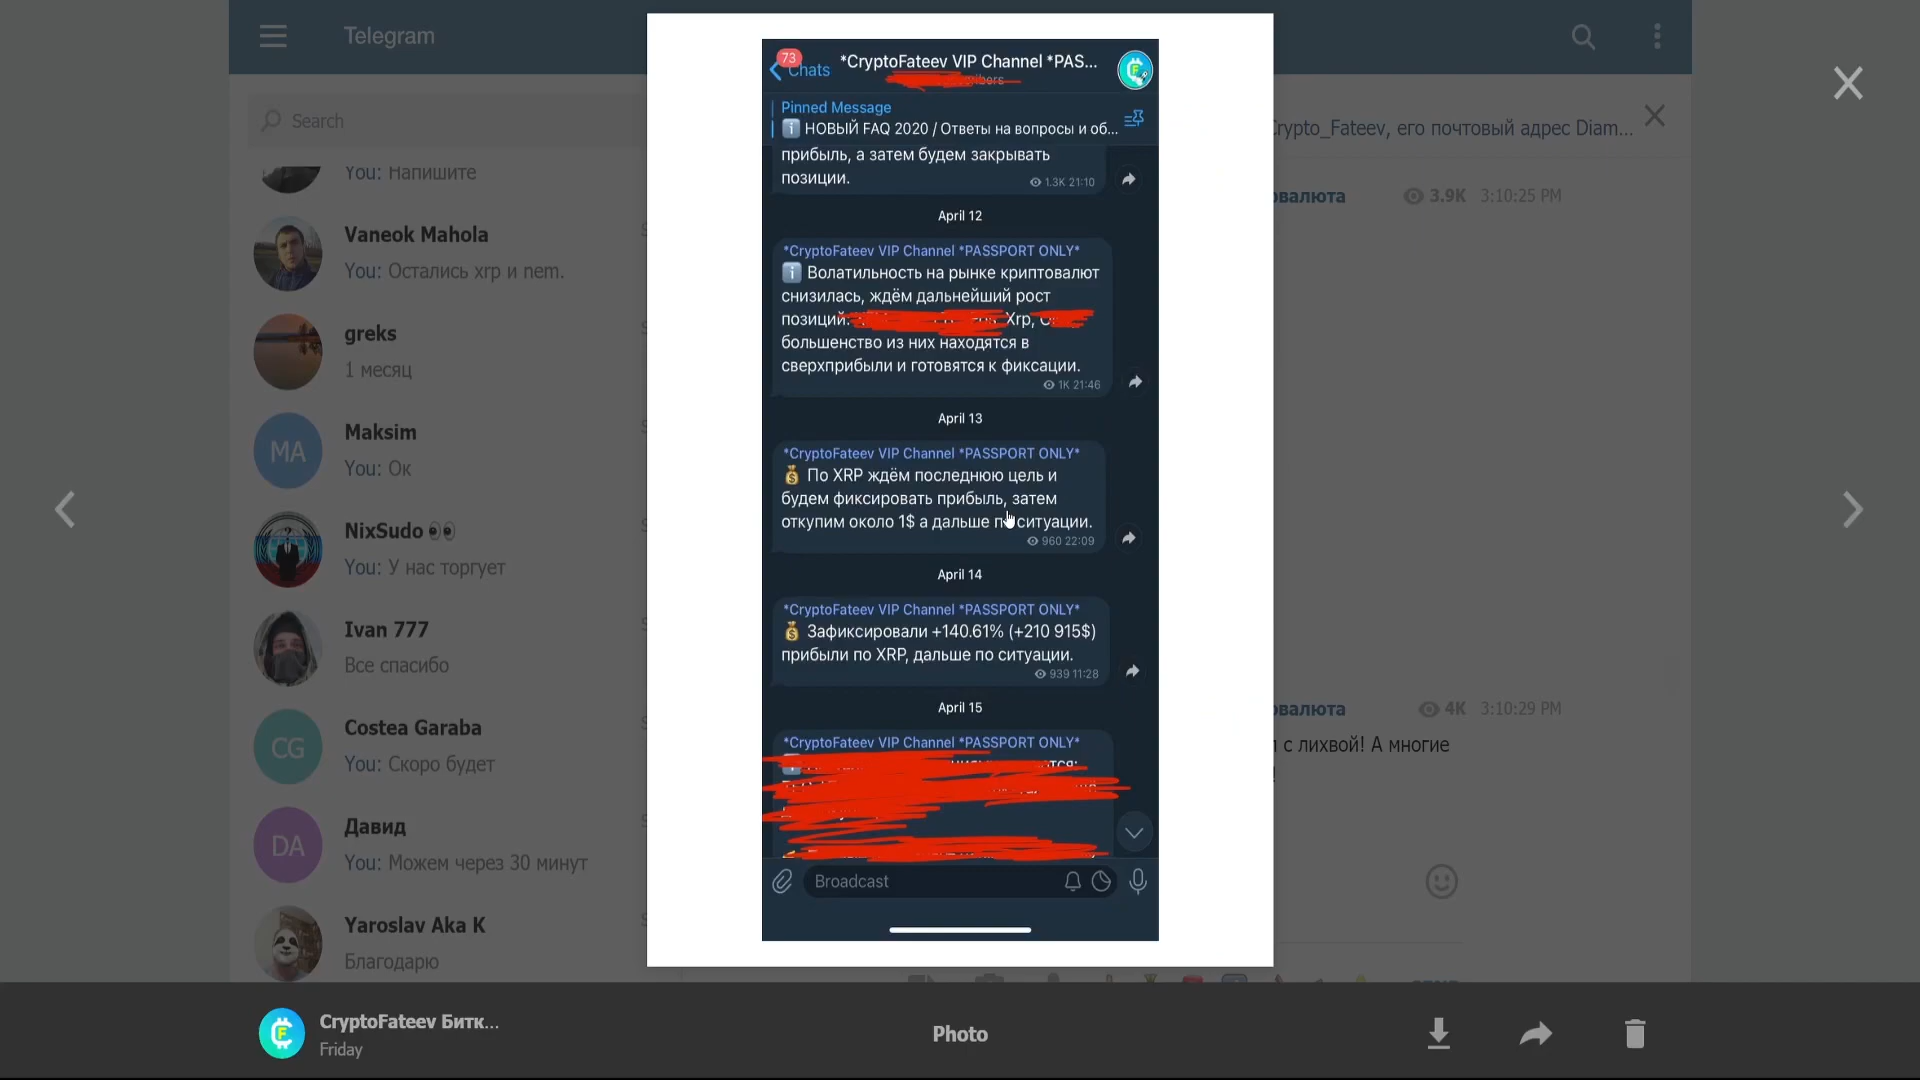 Telegram
Search
You: Напишите
Vaneok Mahola
You: Остались xrp и nem.
greks
1 месяц
MA
Maksim
You: Ок
NixSudo 👀
You: У нас торгует
Ivan 777
Все спасибо
CG
Costea Garaba
You: Скоро будет
DA
Давид
You: Можем через 30 минут
Yaroslav Aka K
Благодарю
73
Chats
*CryptoFateev VIP Channel *PAS...
Pinned Message
ℹ️ НОВЫЙ FAQ 2020 / Ответы на вопросы и об...
прибыль, а затем будем закрывать
позиции.
1.3K 21:10
April 12
*CryptoFateev VIP Channel *PASSPORT ONLY*
ℹ️ Волатильность на рынке криптовалют
снизилась, ждём дальнейший рост
позиций: Xrp,
большенство из них находятся в
сверхприбыли и готовятся к фиксации.
1K 21:46
April 13
*CryptoFateev VIP Channel *PASSPORT ONLY*
💰 По XRP ждём последнюю цель и
будем фиксировать прибыль, затем
откупим около 1$ а дальше по ситуации.
960 22:09
April 14
*CryptoFateev VIP Channel *PASSPORT ONLY*
💰 Зафиксировали +140.61% (+210 915$)
прибыли по XRP, дальше по ситуации.
939 11:28
April 15
*CryptoFateev VIP Channel *PASSPORT ONLY*
Broadcast
Crypto_Fateev, его почтовый адрес Diam...
овалюта 3.9K 3:10:25 PM
овалюта 4K 3:10:29 PM
с лихвой! А многие
!
CryptoFateev Битк...
Friday
Photo